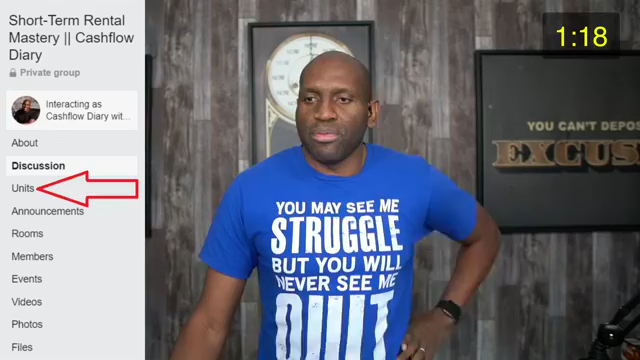 Short-Term Rental
Mastery || Cashflow
Diary
Private group
Interacting as
Cashflow Diary wit...
About
Discussion
Units
Announcements
Rooms
Members
Events
Videos
Photos
Files
1:18
YOU CAN'T DEPOS
EXCUS
YOU MAY SEE ME
STRUGGLE
BUT YOU WILL
NEVER SEE ME
QUIT